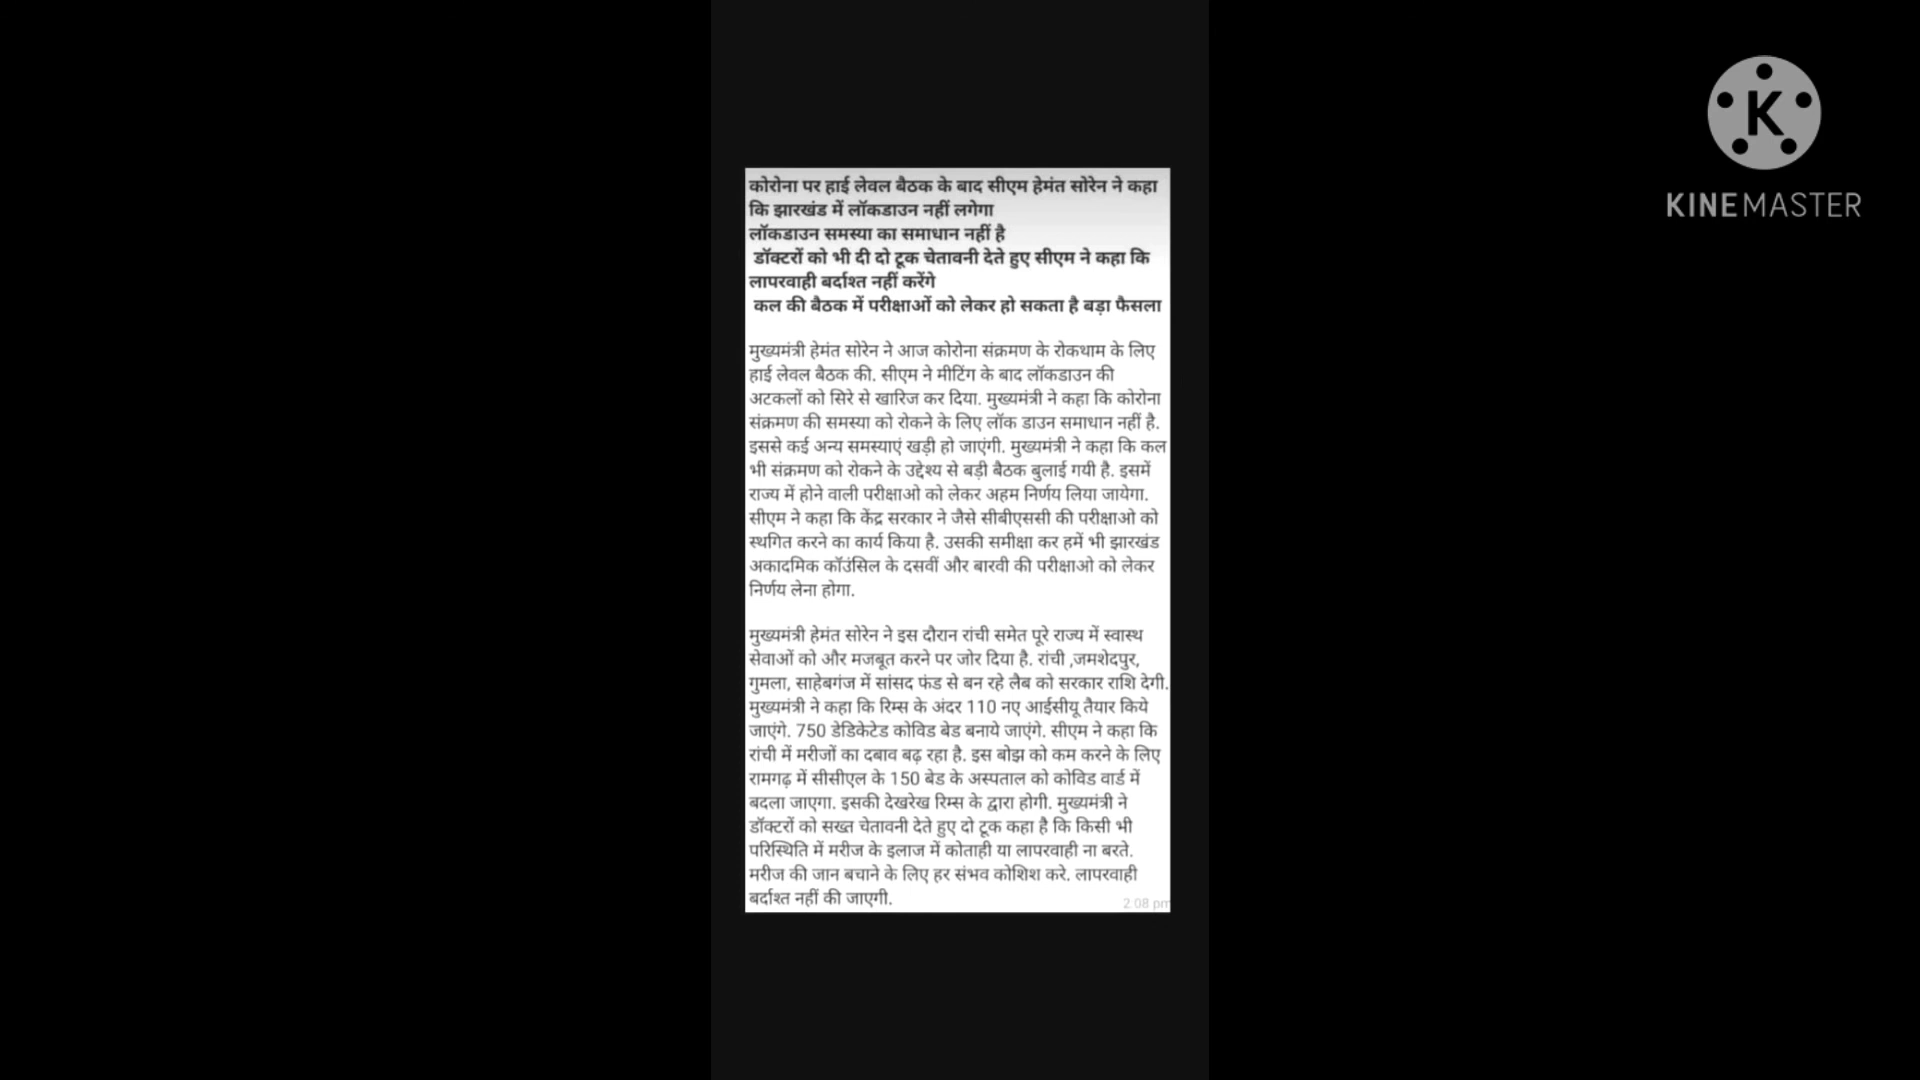 कोरोना पर हाई लेवल बैठक के बाद सीएम हेमंत सोरेन ने कहा
कि झारखंड में लॉकडाउन नहीं लगेगा
लॉकडाउन समस्या का समाधान नहीं है
डॉक्टरों को भी दी दो टूक चेतावनी देते हुए सीएम ने कहा कि
लापरवाही बर्दाश्त नहीं करेंगे
कल की बैठक में परीक्षाओं को लेकर हो सकता है बड़ा फैसला
मुख्यमंत्री हेमंत सोरेन ने आज कोरोना संक्रमण के रोकथाम के लिए
हाई लेवल बैठक की. सीएम ने मीटिंग के बाद लॉकडाउन की
अटकलों को सिरे से खारिज कर दिया. मुख्यमंत्री ने कहा कि कोरोना
संक्रमण की समस्या को रोकने के लिए लॉक डाउन समाधान नहीं है.
इससे कई अन्य समस्याएं खड़ी हो जाएंगी. मुख्यमंत्री ने कहा कि कल
भी संक्रमण को रोकने के उद्देश्य से बड़ी बैठक बुलाई गयी है. इसमें
राज्य में होने वाली परीक्षाओ को लेकर अहम निर्णय लिया जायेगा.
सीएम ने कहा कि केंद्र सरकार ने जैसे सीबीएससी की परीक्षाओ को
स्थगित करने का कार्य किया है. उसकी समीक्षा कर हमें भी झारखंड
अकादमिक कॉउंसिल के दसवीं और बारवी की परीक्षाओ को लेकर
निर्णय लेना होगा.
मुख्यमंत्री हेमंत सोरेन ने इस दौरान रांची समेत पूरे राज्य में स्वास्थ
सेवाओं को और मजबूत करने पर जोर दिया है. रांची ,जमशेदपुर,
गुमला, साहेबगंज में सांसद फंड से बन रहे लैब को सरकार राशि देगी.
मुख्यमंत्री ने कहा कि रिम्स के अंदर 110 नए आईसीयू तैयार किये
जाएंगे. 750 डेडिकेटेड कोविड बेड बनाये जाएंगे. सीएम ने कहा कि
रांची में मरीजों का दबाव बढ़ रहा है. इस बोझ को कम करने के लिए
रामगढ़ में सीसीएल के 150 बेड के अस्पताल को कोविड वार्ड में
बदला जाएगा. इसकी देखरेख रिम्स के द्वारा होगी. मुख्यमंत्री ने
डॉक्टरों को सख्त चेतावनी देते हुए दो टूक कहा है कि किसी भी
परिस्थिति में मरीज के इलाज में कोताही या लापरवाही ना बरते.
मरीज की जान बचाने के लिए हर संभव कोशिश करे. लापरवाही
बर्दाश्त नहीं की जाएगी.
2:08 pm
K
KINEMASTER